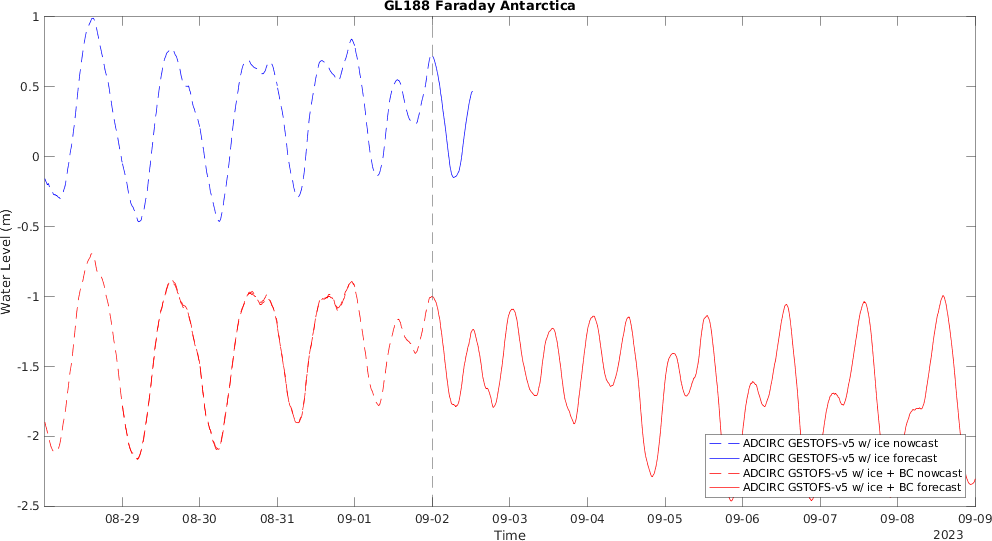 GL188 Faraday Antarctica
Water Level (m)
1
0.5
0
-0.5
-1
-1.5
-2
-2.5
ADCIRC GESTOFS-v5 w/ ice nowcast
ADCIRC GESTOFS-v5 w/ ice forecast
ADCIRC GSTOFS-v5 w/ ice + BC nowcast
ADCIRC GSTOFS-v5 w/ ice + BC forecast
08-29 08-30 08-31 09-01 09-02 09-03 09-04 09-05 09-06 09-07 09-08 09-09
Time
2023